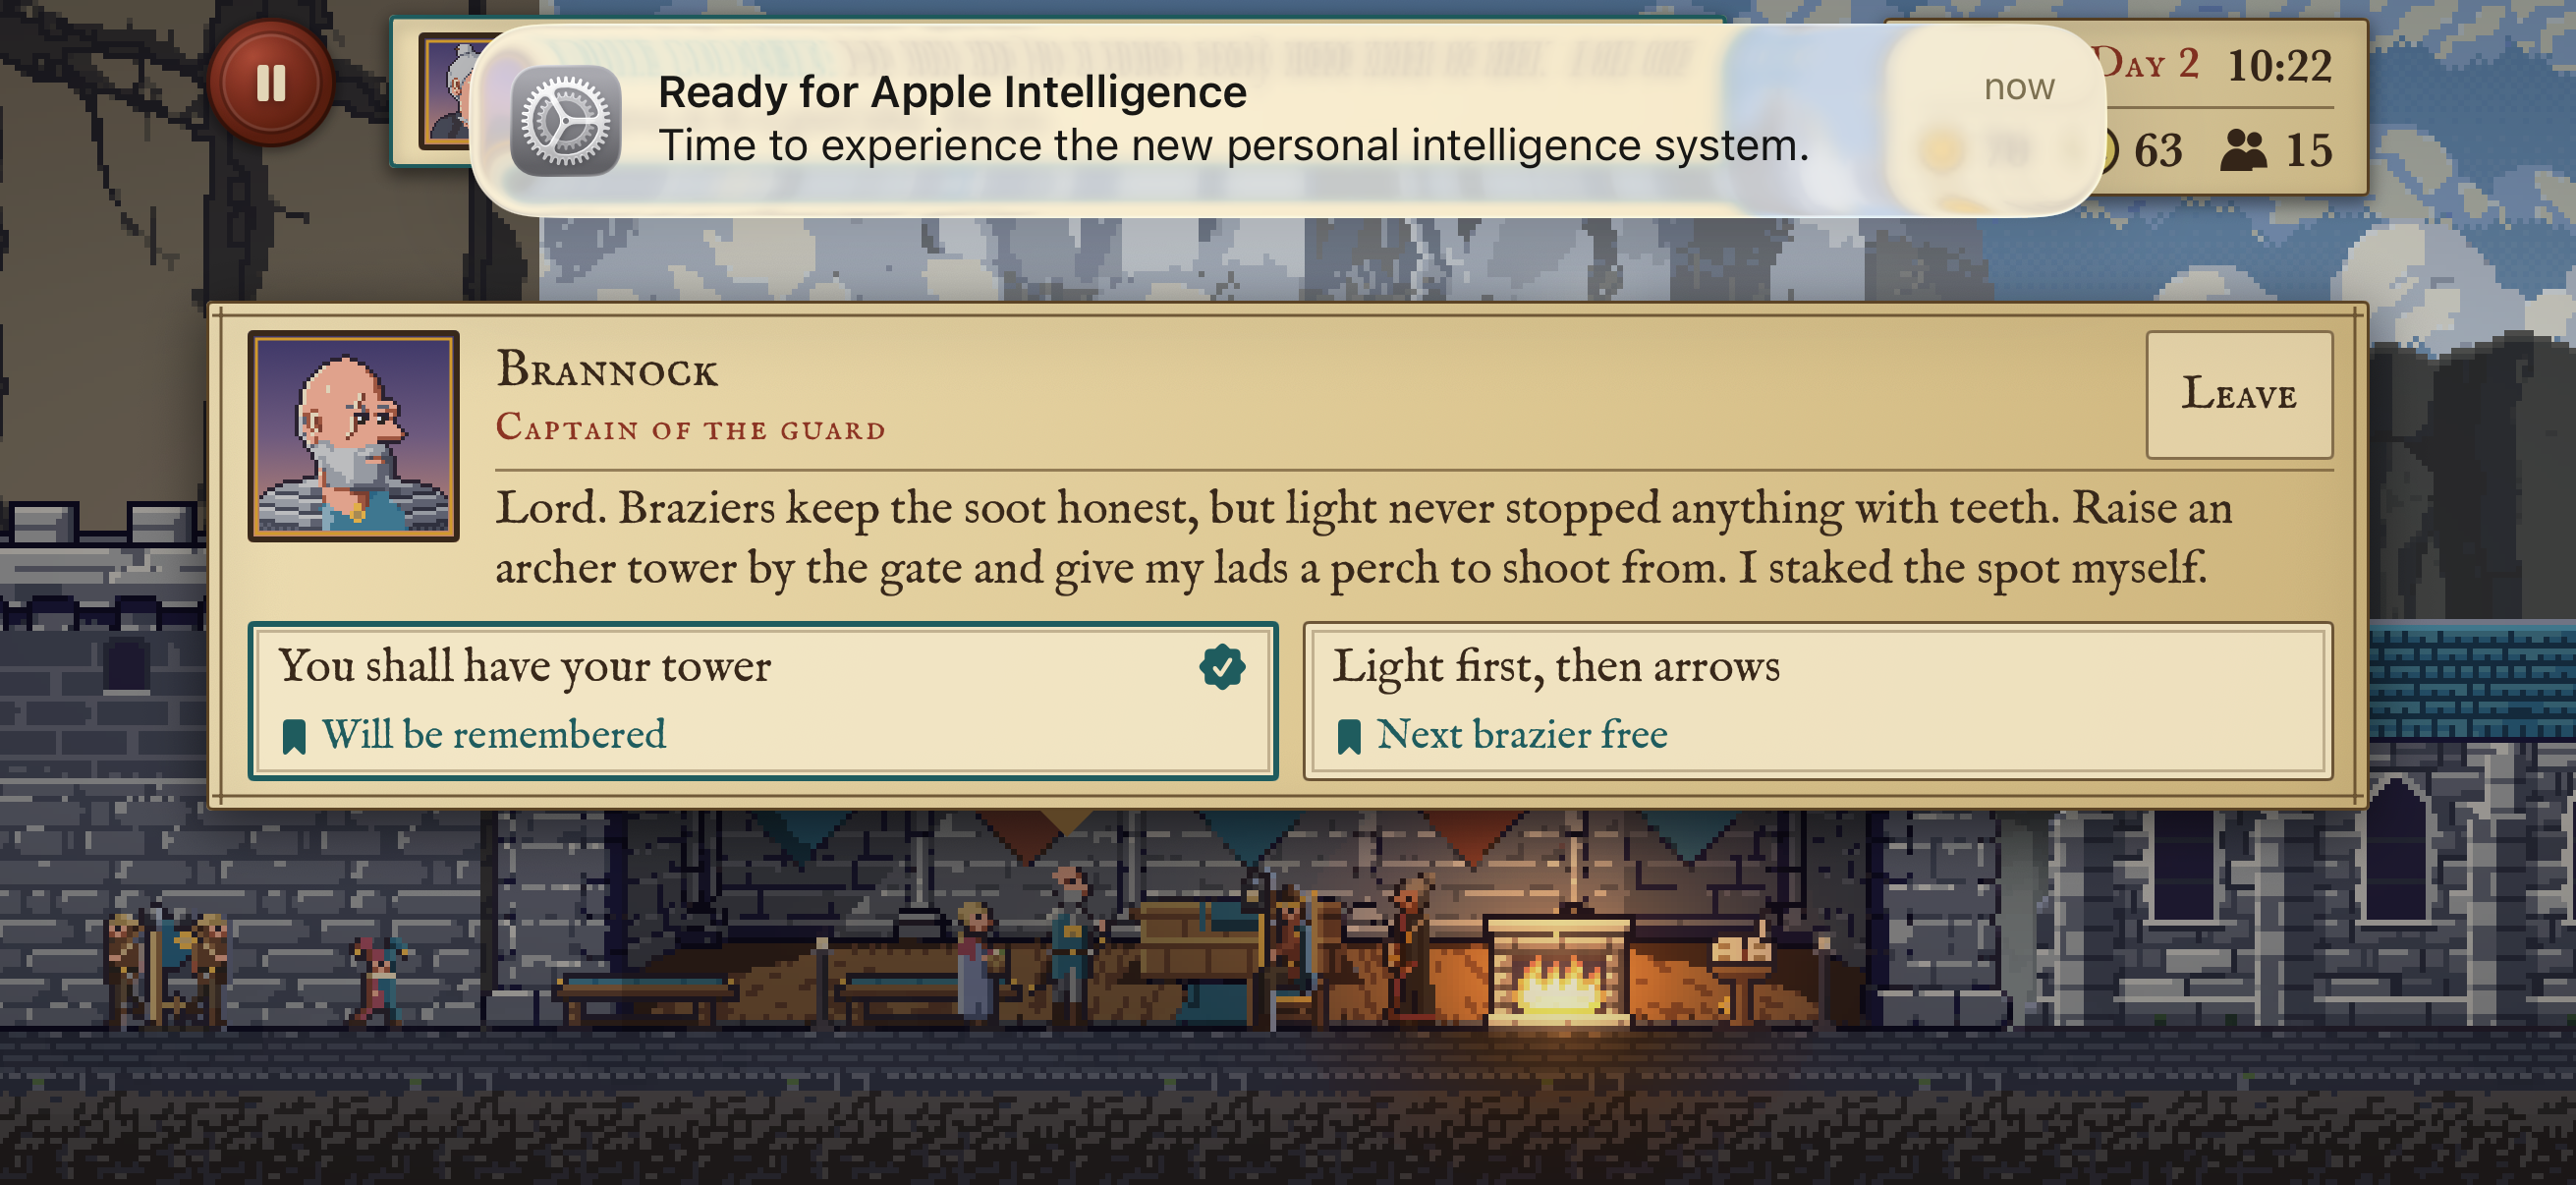 Ready for Apple Intelligence
now
Time to experience the new personal intelligence system.
Day 2 10:22
63 15
Brannock
Captain of the guard
Leave
Lord. Braziers keep the soot honest, but light never stopped anything with teeth. Raise an
archer tower by the gate and give my lads a perch to shoot from. I staked the spot myself.
You shall have your tower
Will be remembered
Light first, then arrows
Next brazier free